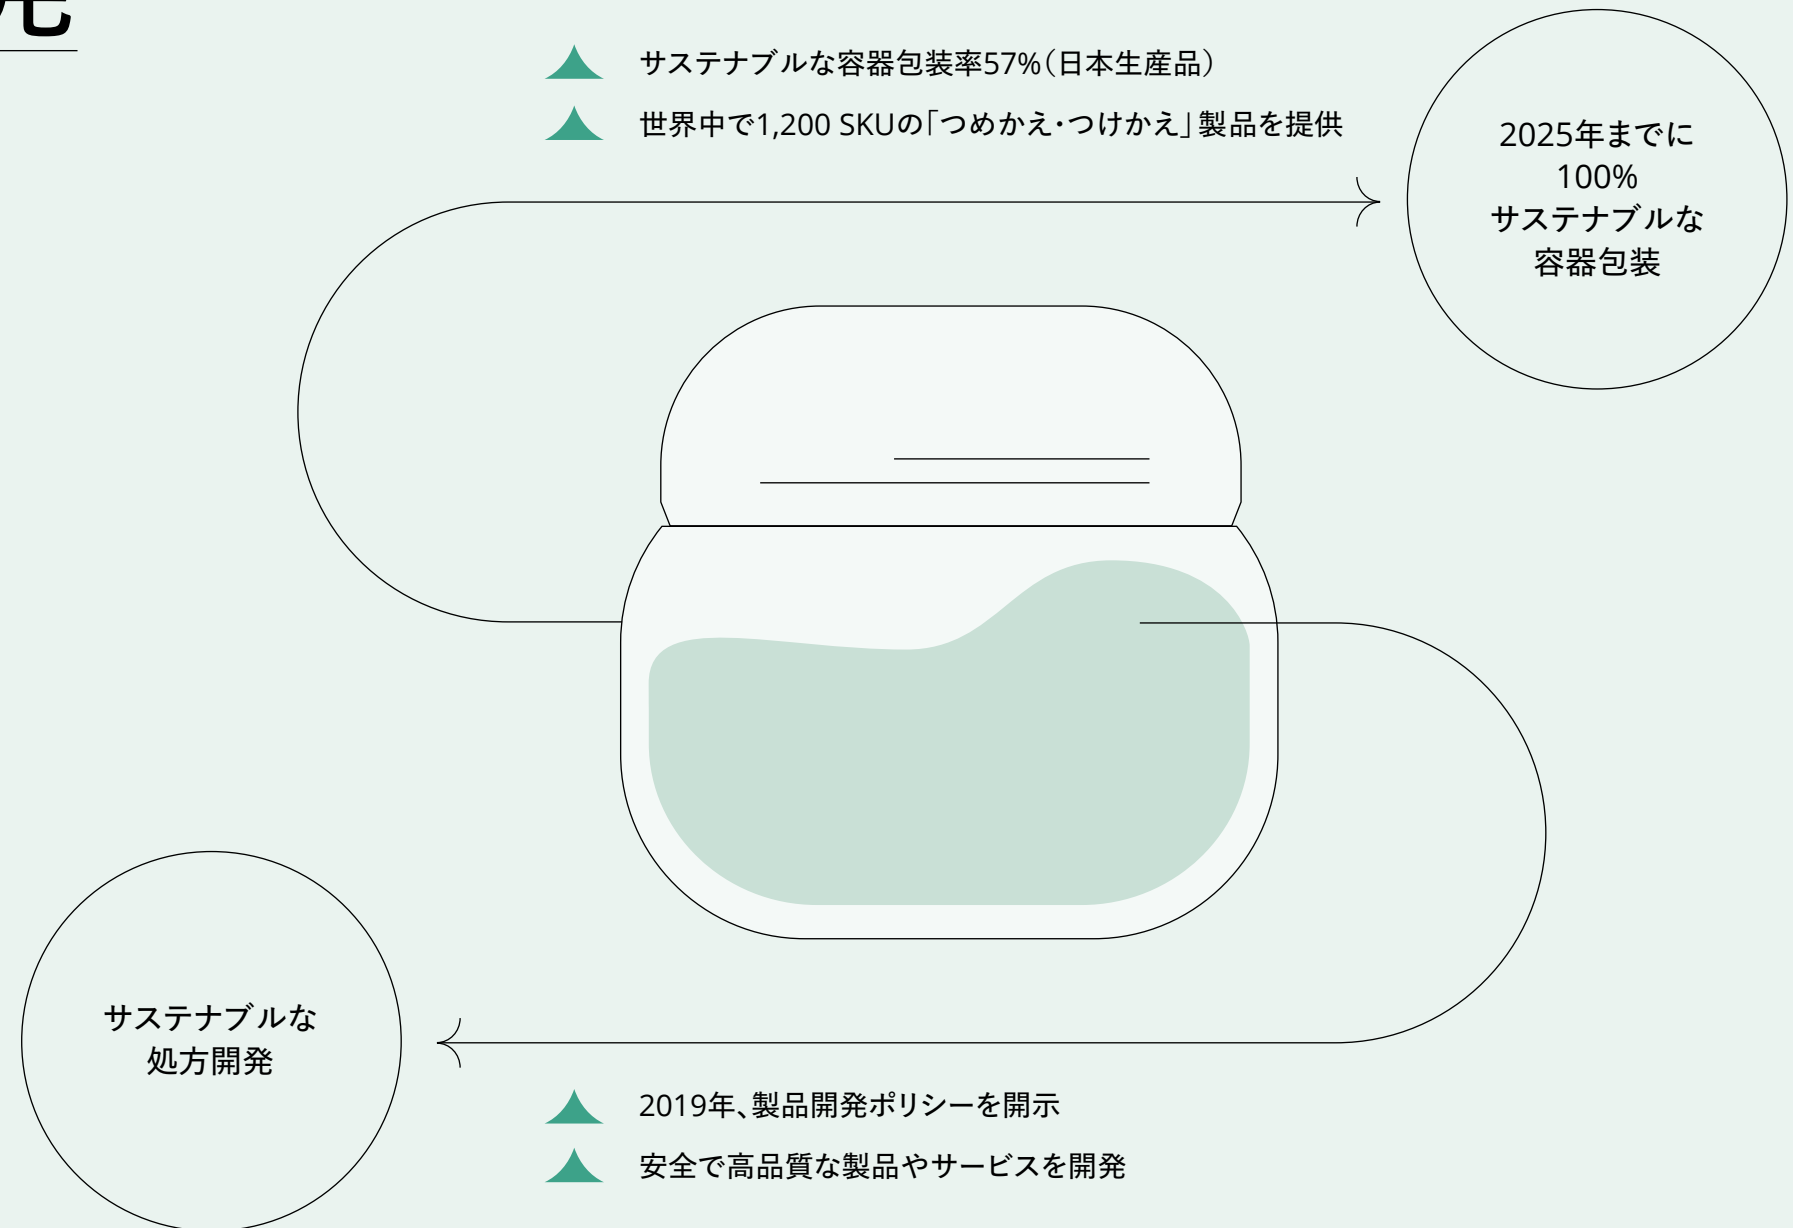 サステナブルな容器包装率57%（日本生産品）
世界中で1,200 SKUの「つめかえ・つけかえ」製品を提供
2025年までに
100%
サステナブルな
容器包装
サステナブルな
処方開発
2019年、製品開発ポリシーを開示
安全で高品質な製品やサービスを開発